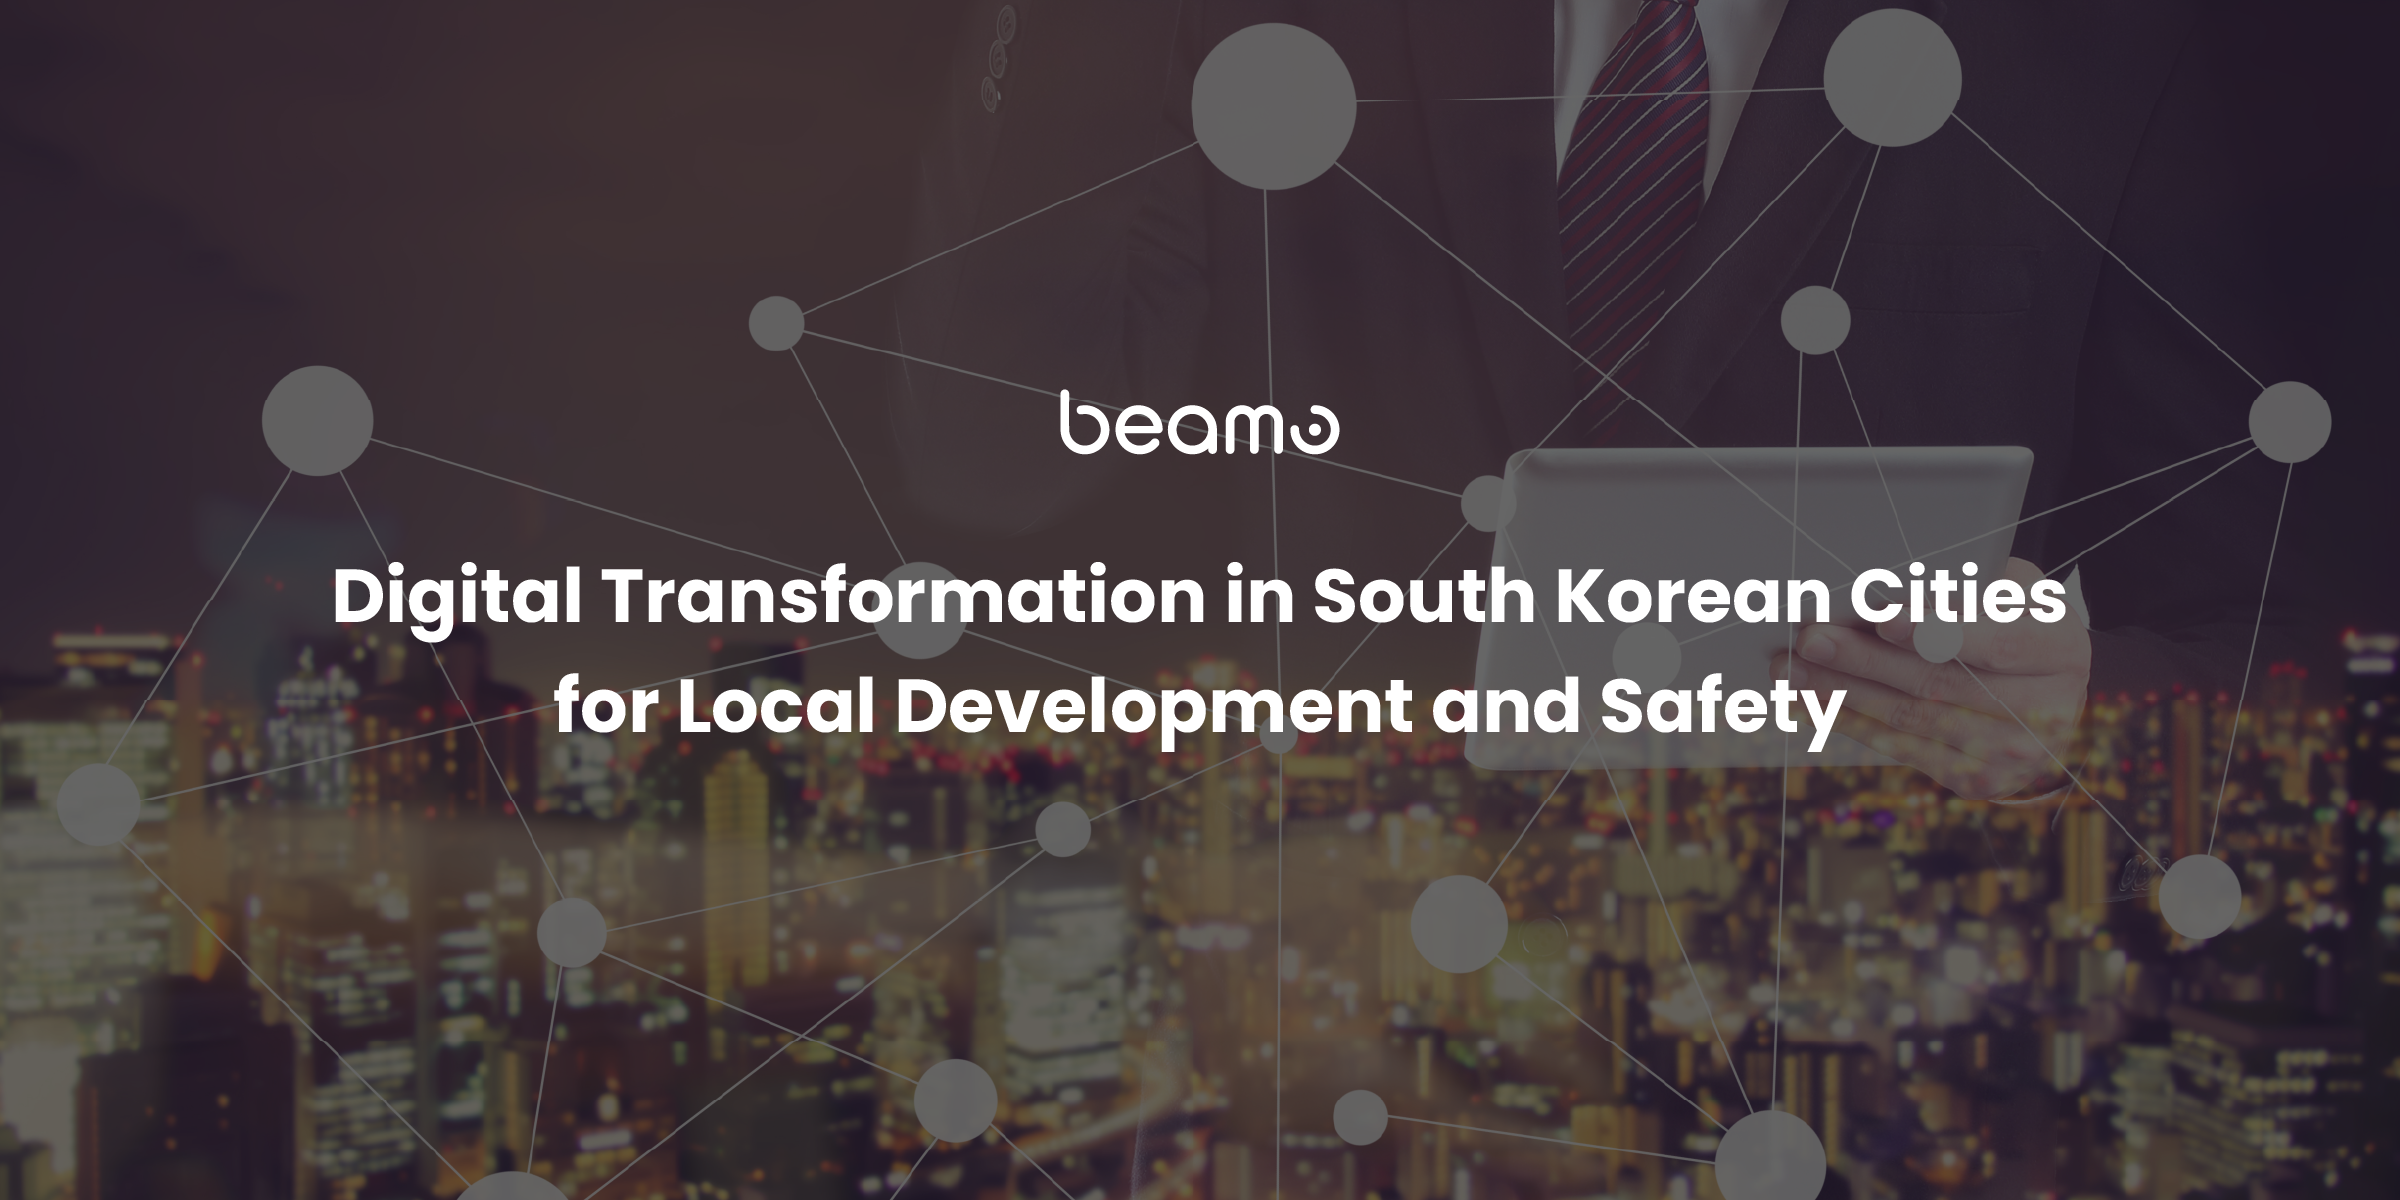 beamo
Digital Transformation in South Korean Cities
for Local Development and Safety